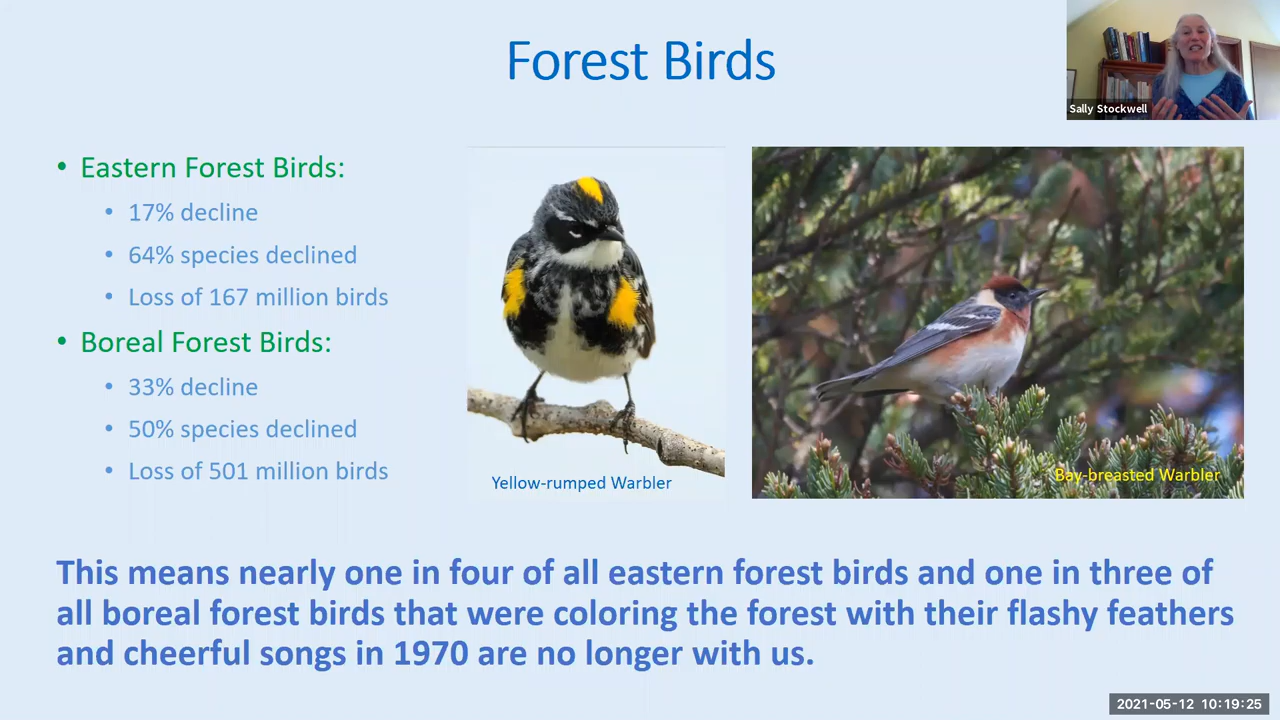 Forest Birds
Sally Stockwell
• Eastern Forest Birds:
• 17% decline
• 64% species declined
• Loss of 167 million birds
• Boreal Forest Birds:
• 33% decline
• 50% species declined
• Loss of 501 million birds
Yellow-rumped Warbler
Bay-breasted Warbler
This means nearly one in four of all eastern forest birds and one in three of
all boreal forest birds that were coloring the forest with their flashy feathers
and cheerful songs in 1970 are no longer with us.
2021-05-12 10:19:25